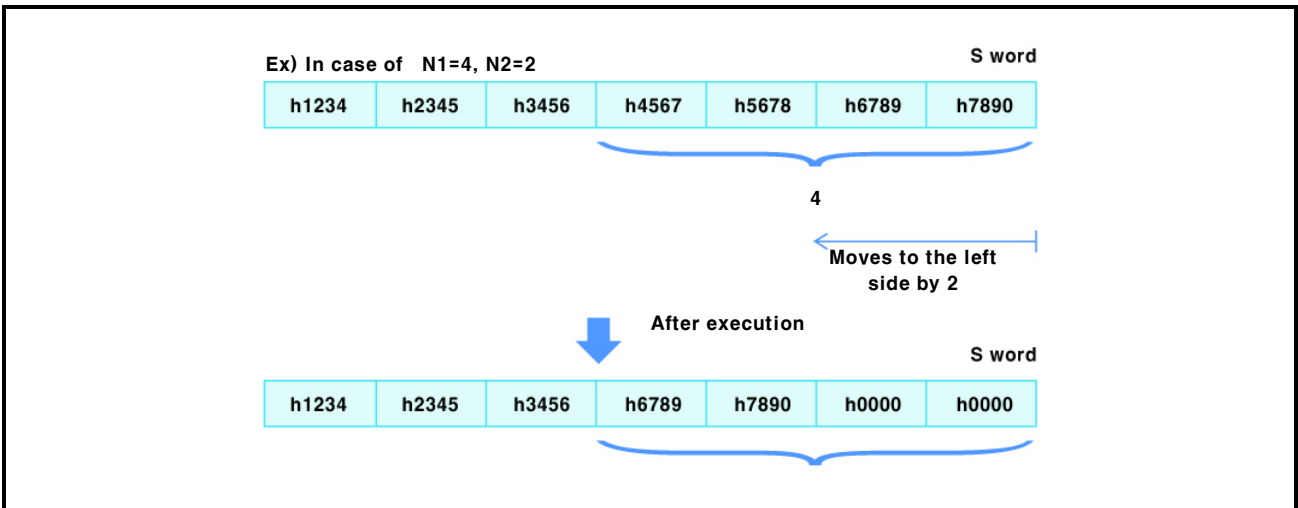 Ex) In case of N1=4, N2=2
S word
h1234 h2345 h3456 h4567 h5678 h6789 h7890
4
Moves to the left
side by 2
After execution
S word
h1234 h2345 h3456 h6789 h7890 h0000 h0000